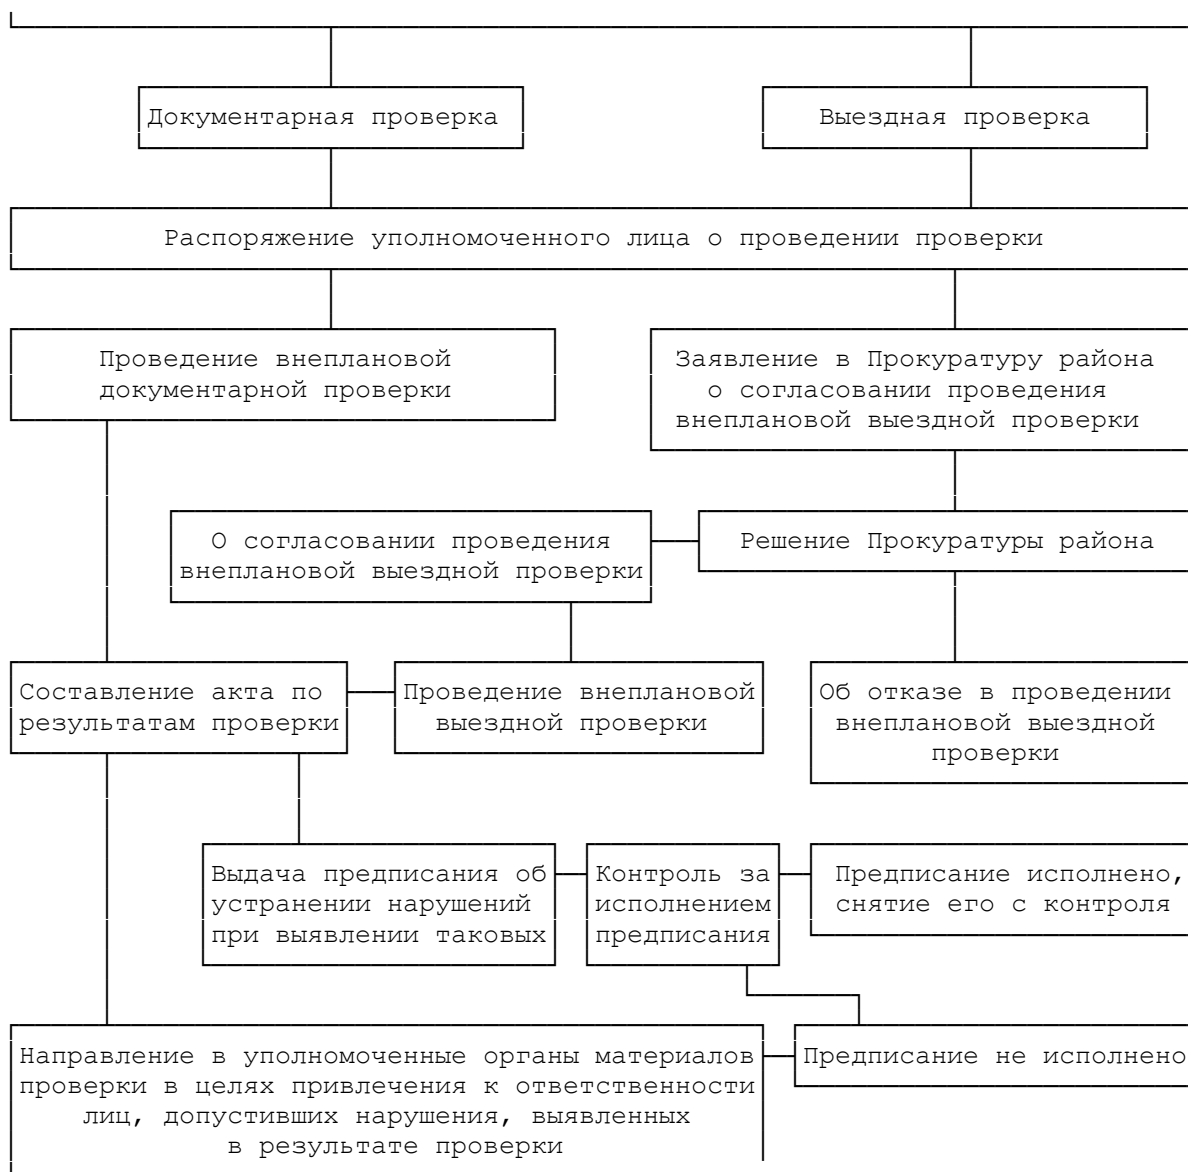 Документарная проверка
Выездная проверка
Распоряжение уполномоченного лица о проведении проверки
Проведение внеплановой
документарной проверки
Заявление в Прокуратуру района
о согласовании проведения
внеплановой выездной проверки
О согласовании проведения
внеплановой выездной проверки
Решение Прокуратуры района
Составление акта по
результатам проверки
Проведение внеплановой
выездной проверки
Об отказе в проведении
внеплановой выездной
проверки
Выдача предписания об
устранении нарушений
при выявлении таковых
Контроль за
исполнением
предписания
Предписание исполнено,
снятие его с контроля
Направление в уполномоченные органы материалов
проверки в целях привлечения к ответственности
лиц, допустивших нарушения, выявленных
в результате проверки
Предписание не исполнено